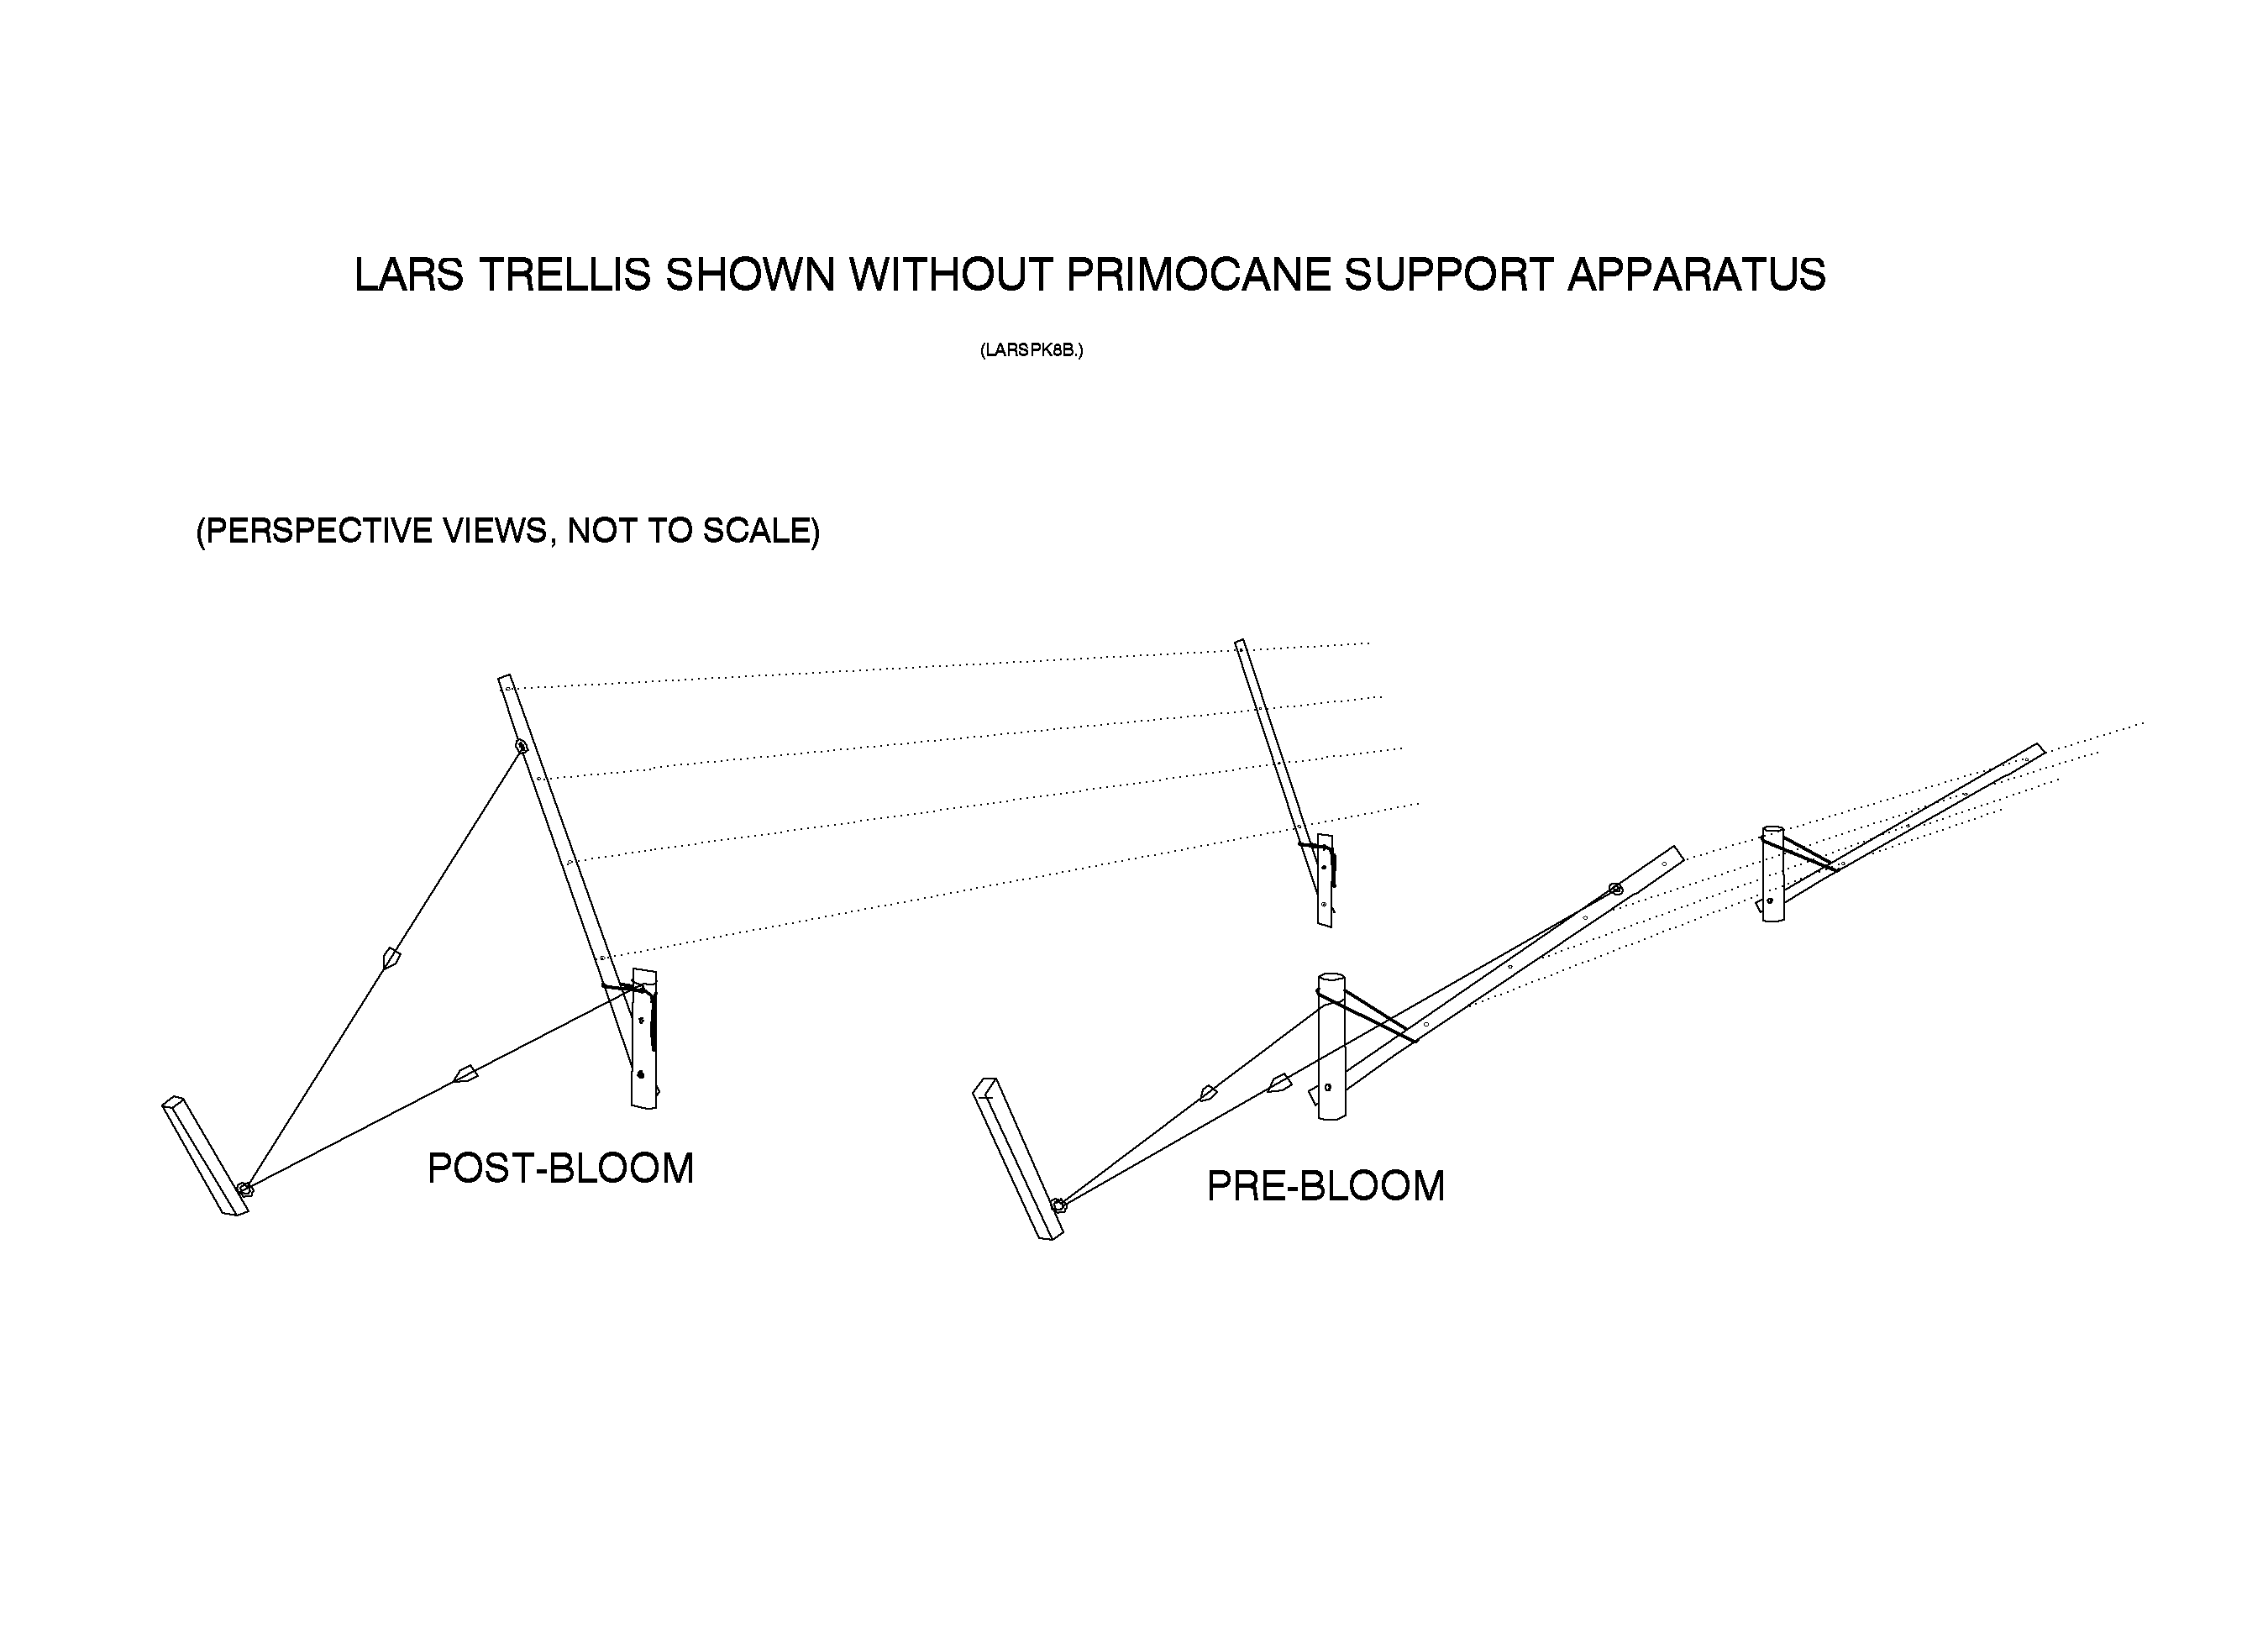 LARS TRELLIS SHOWN WITHOUT PRIMOCANE SUPPORT APPARATUS
(LARSPK8B.)
(PERSPECTIVE VIEWS, NOT TO SCALE)
POST-BLOOM
PRE-BLOOM